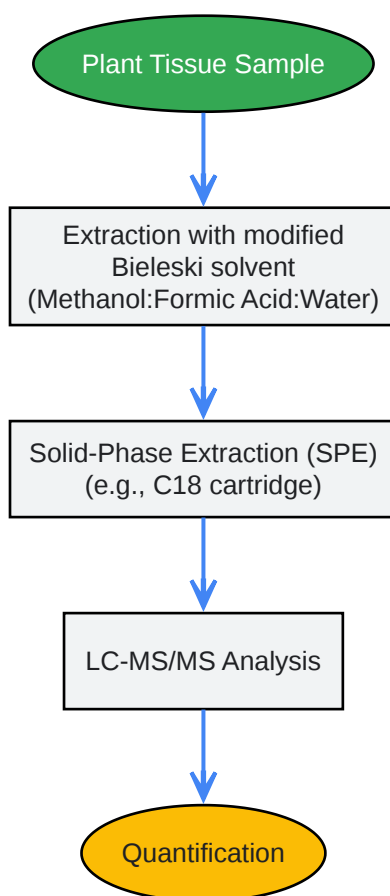 Plant Tissue Sample
Extraction with modified
Bieleski solvent
(Methanol:Formic Acid:Water)
Solid-Phase Extraction (SPE)
(e.g., C18 cartridge)
LC-MS/MS Analysis
Quantification